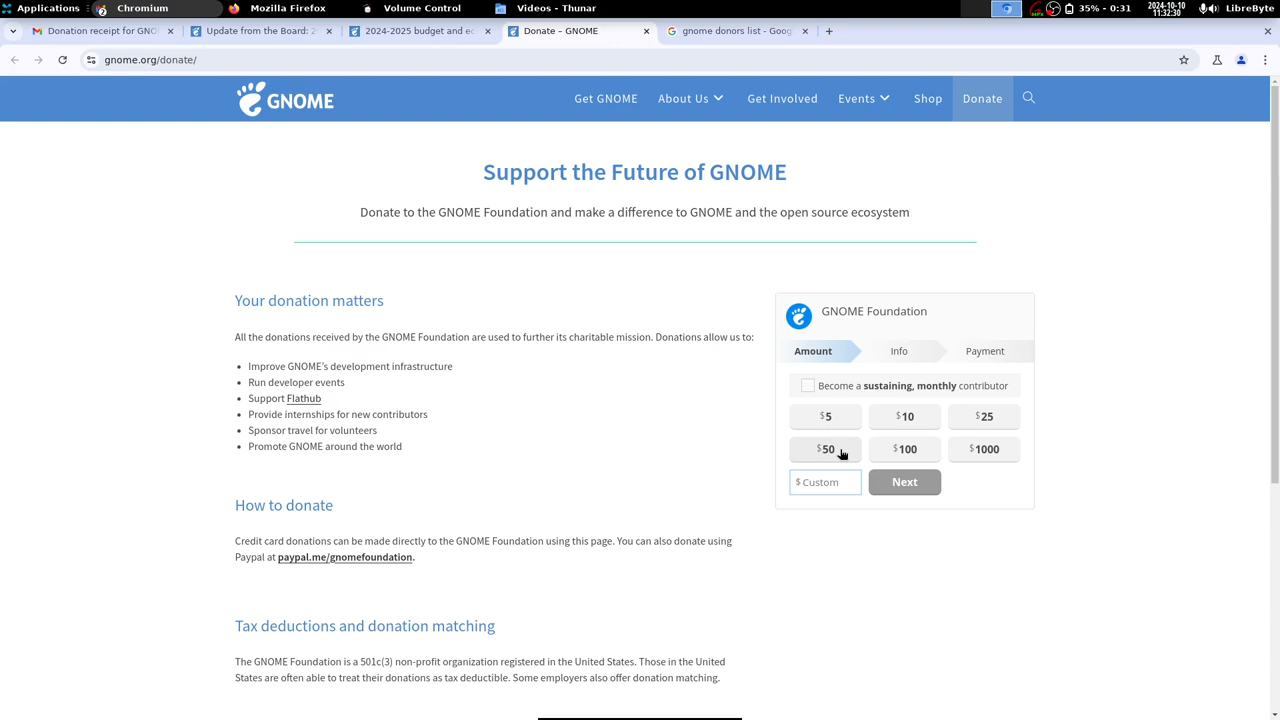 Applications
Chromium
Mozilla Firefox
Volume Control
Videos - Thunar
35% - 0:31
2024-10-10
11:32:30
LibreByte
Donation receipt for GNO
Update from the Board: 2
2024-2025 budget and ec
Donate – GNOME
gnome donors list - Goog
gnome.org/donate/
GNOME
Get GNOME
About Us
Get Involved
Events
Shop
Donate
Support the Future of GNOME
Donate to the GNOME Foundation and make a difference to GNOME and the open source ecosystem
Your donation matters
All the donations received by the GNOME Foundation are used to further its charitable mission. Donations allow us to:
• Improve GNOME's development infrastructure
• Run developer events
• Support Flathub
• Provide internships for new contributors
• Sponsor travel for volunteers
• Promote GNOME around the world
How to donate
Credit card donations can be made directly to the GNOME Foundation using this page. You can also donate using
Paypal at paypal.me/gnomefoundation.
Tax deductions and donation matching
The GNOME Foundation is a 501c(3) non-profit organization registered in the United States. Those in the United
States are often able to treat their donations as tax deductible. Some employers also offer donation matching.
GNOME Foundation
Amount
Info
Payment
Become a sustaining, monthly contributor
$5
$10
$25
$50
$100
$1000
$ Custom
Next